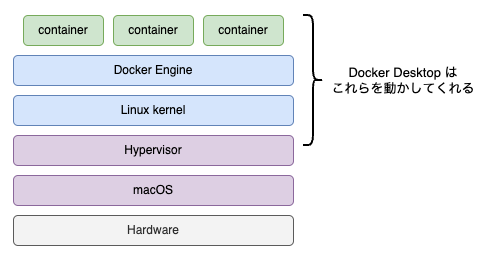 container container container
Docker Engine
Docker Desktop は
これらを動かしてくれる
Linux kernel
Hypervisor
macOS
Hardware